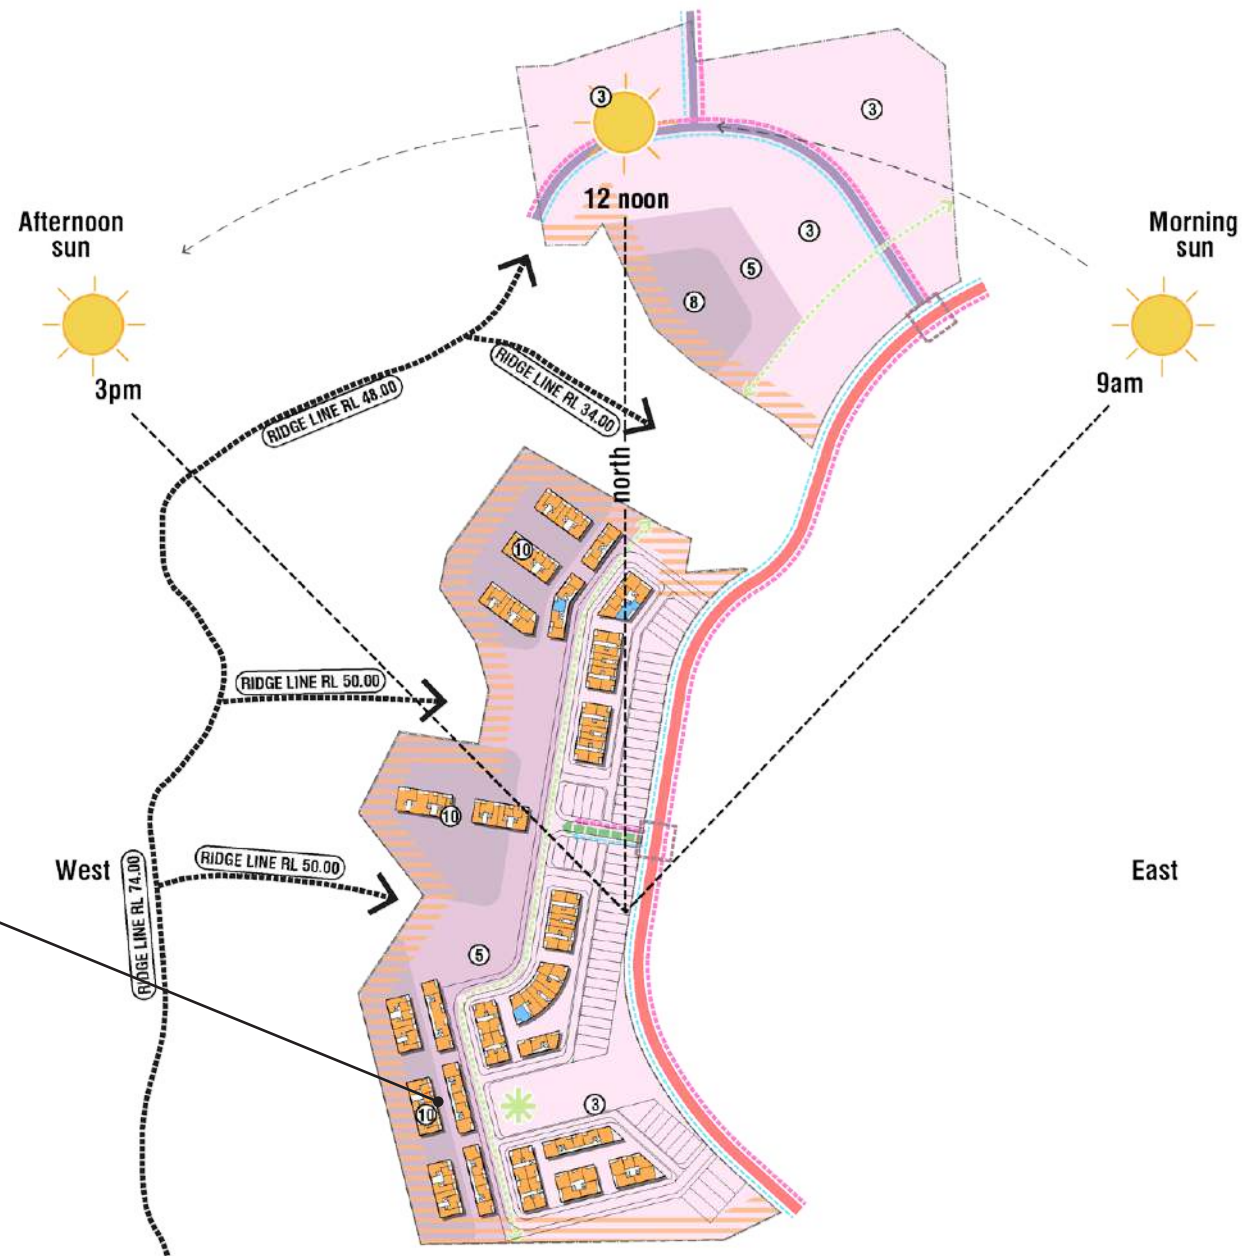 3
3
12 noon
Afternoon
sun
Morning
sun
3
5
8
3pm
9am
RIDGE LINE RL 48.00
RIDGE LINE RL 34.00
north
10
RIDGE LINE RL 50.00
10
RIDGE LINE RL 50.00
West
RIDGE LINE RL 74.00
East
5
3
10